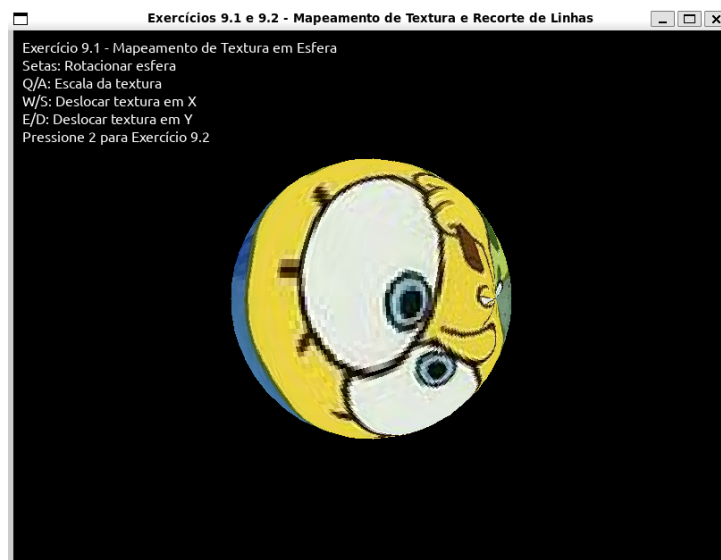 Exercícios 9.1 e 9.2 - Mapeamento de Textura e Recorte de Linhas
Exercício 9.1 - Mapeamento de Textura em Esfera
Setas: Rotacionar esfera
Q/A: Escala da textura
W/S: Deslocar textura em X
E/D: Deslocar textura em Y
Pressione 2 para Exercício 9.2